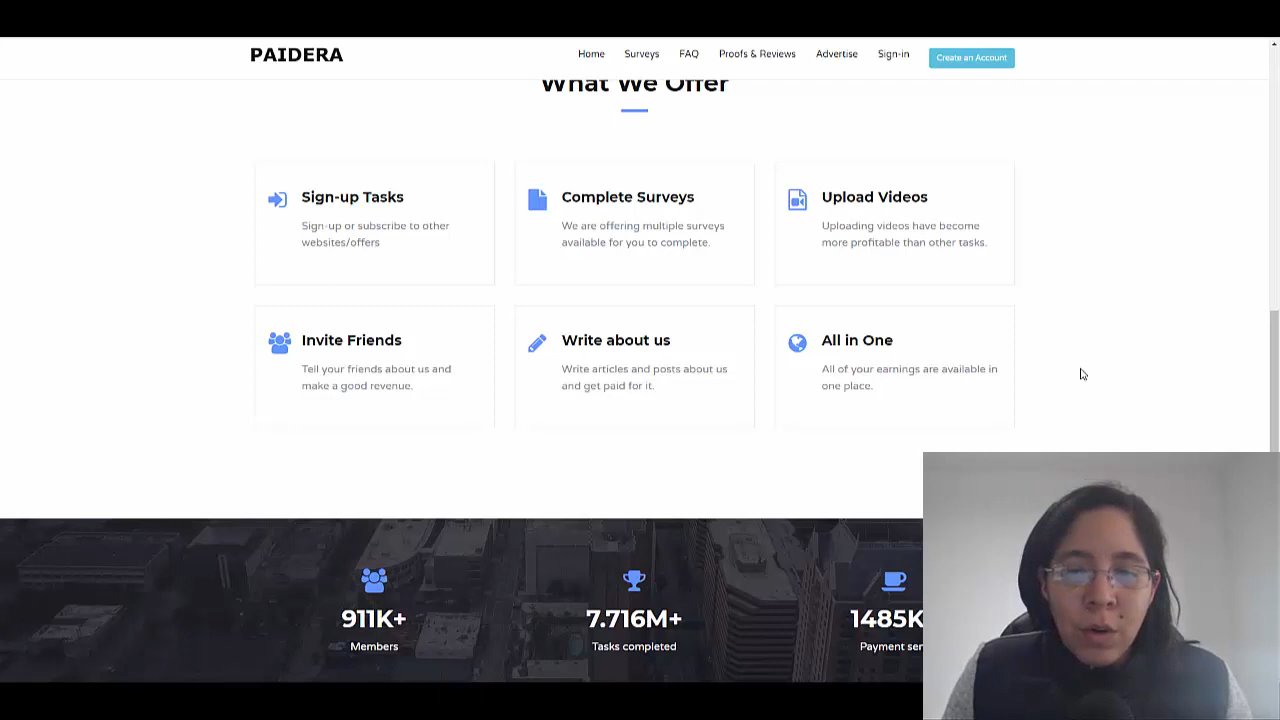 PAIDERA
Home Surveys FAQ Proofs & Reviews Advertise Sign-in Create an Account
What We Offer
Sign-up Tasks
Sign-up or subscribe to other
websites/offers
Complete Surveys
We are offering multiple surveys
available for you to complete.
Upload Videos
Uploading videos have become
more profitable than other tasks.
Invite Friends
Tell your friends about us and
make a good revenue.
Write about us
Write articles and posts about us
and get paid for it.
All in One
All of your earnings are available in
one place.
911K+
Members
7.716M+
Tasks completed
1485K
Payment